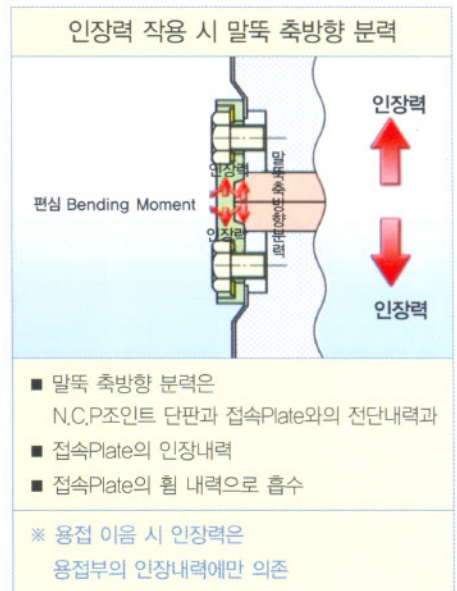 인장력 작용 시 말뚝 축방향 분력
인장력
인장력
말뚝축방향분력
편심 Bending Moment
인장력
인장력
■ 말뚝 축방향 분력은
N.C.P조인트 단판과 접속Plate와의 전단내력과
■ 접속Plate의 인장내력
■ 접속Plate의 휨 내력으로 흡수
※ 용접 이음 시 인장력은
용접부의 인장내력에만 의존